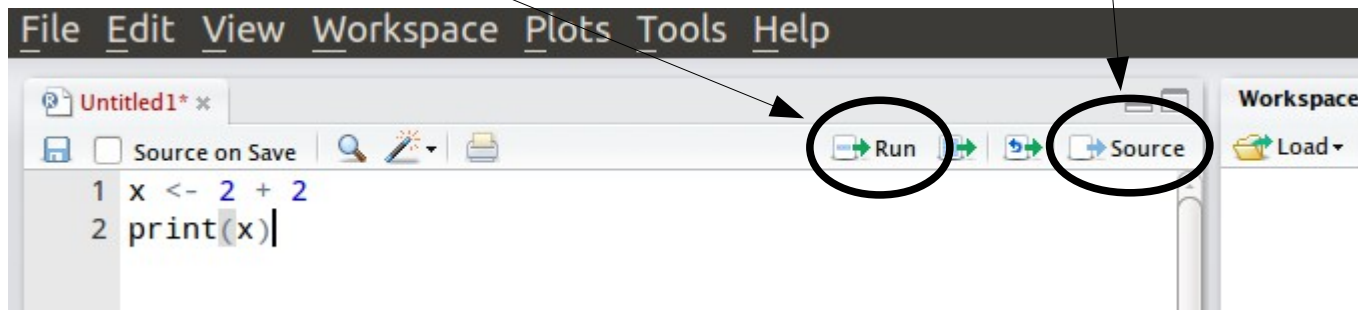 File Edit View Workspace Plots Tools Help
Untitled1* Workspace
Source on Save Run Source Load
1 x <- 2 + 2
2 print(x)